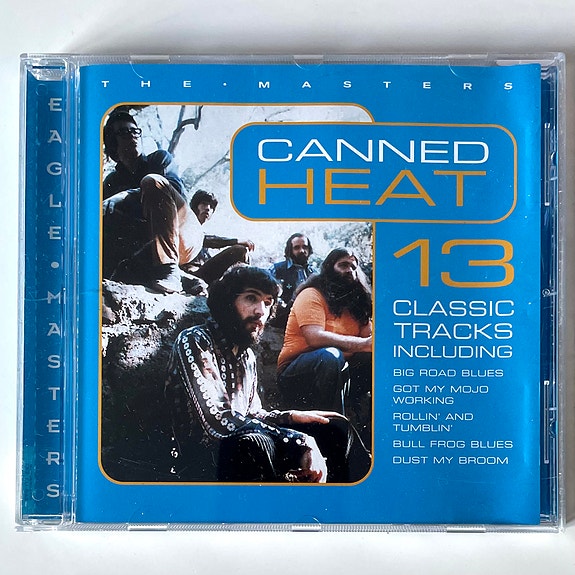 THE • MASTERS
EAGLE • MASTERS
CANNED
HEAT
13
CLASSIC
TRACKS
INCLUDING
BIG ROAD BLUES
GOT MY MOJO
WORKING
ROLLIN' AND
TUMBLIN'
BULL FROG BLUES
DUST MY BROOM